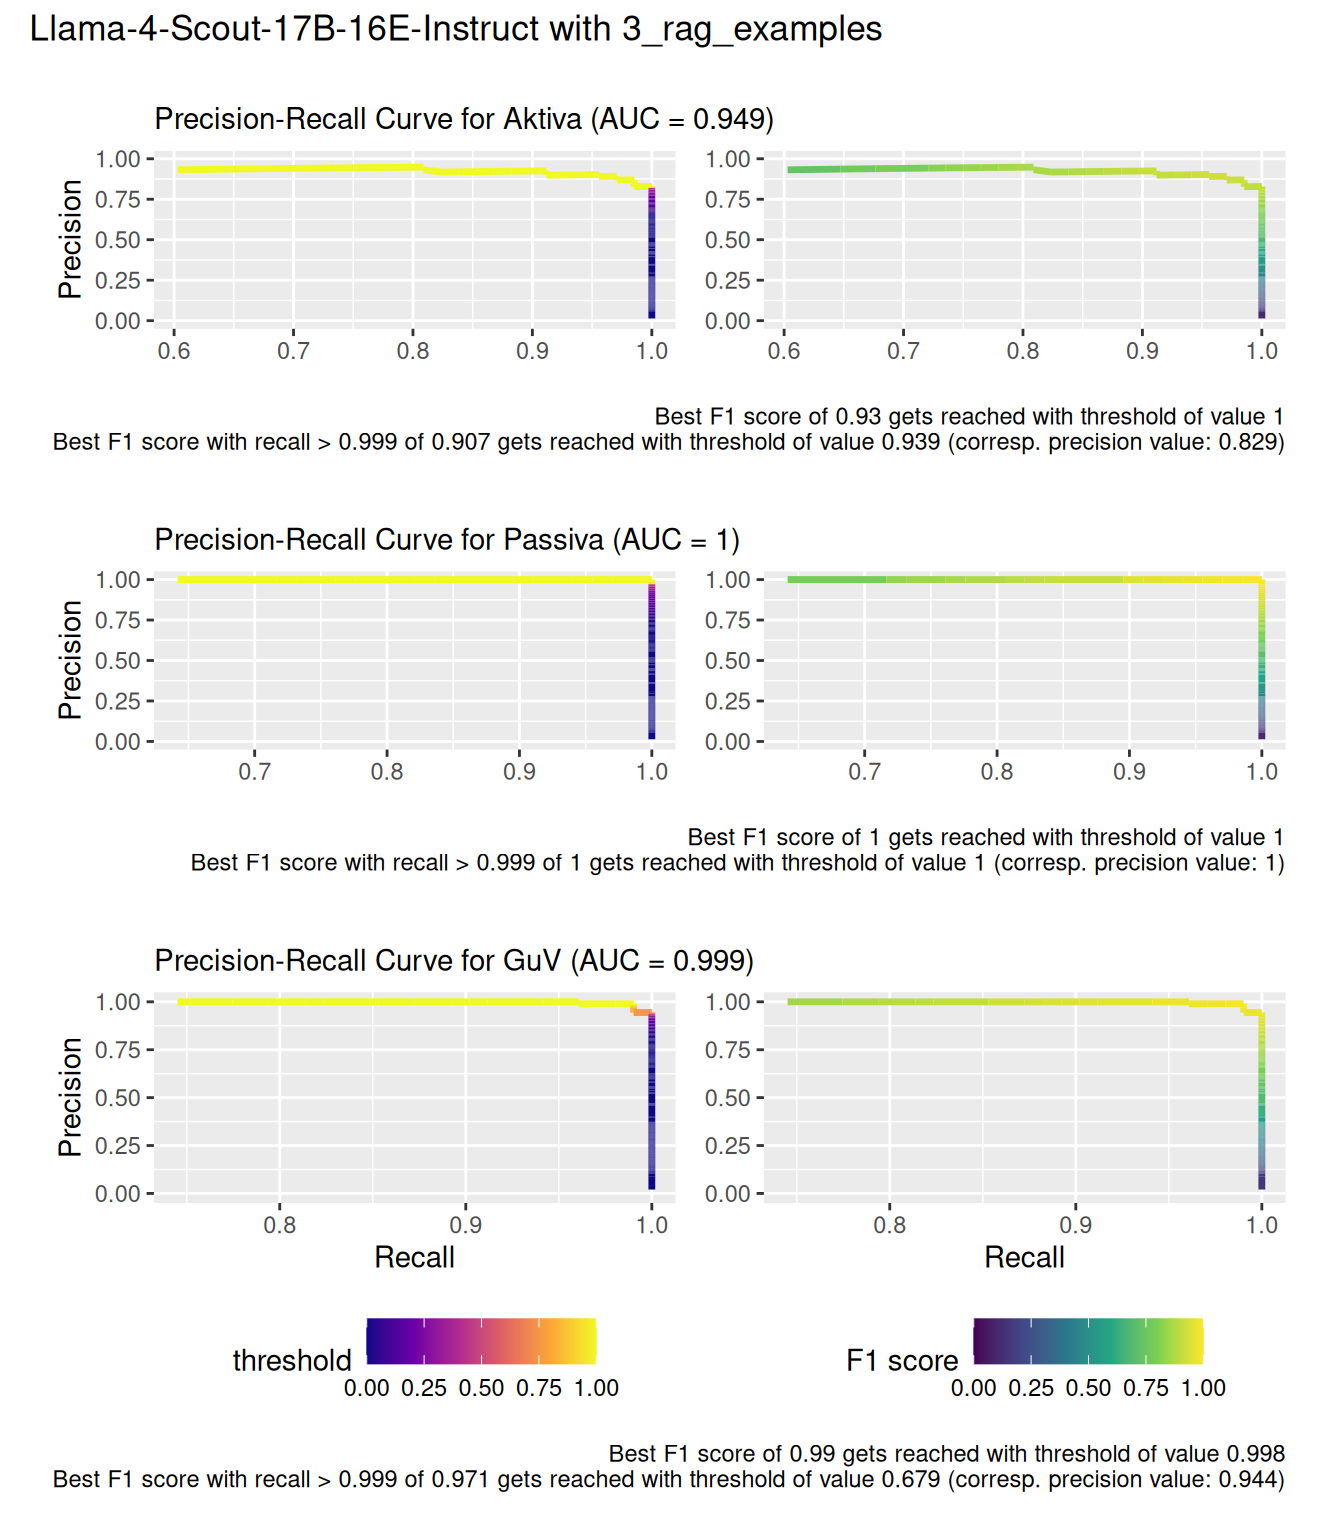 Llama-4-Scout-17B-16E-Instruct with 3_rag_examples
Precision-Recall Curve for Aktiva (AUC = 0.949)
Precision
1.00
0.75
0.50
0.25
0.00
0.6 0.7 0.8 0.9 1.0
1.00
0.75
0.50
0.25
0.00
0.6 0.7 0.8 0.9 1.0
Best F1 score of 0.93 gets reached with threshold of value 1
Best F1 score with recall > 0.999 of 0.907 gets reached with threshold of value 0.939 (corresp. precision value: 0.829)
Precision-Recall Curve for Passiva (AUC = 1)
Precision
1.00
0.75
0.50
0.25
0.00
0.7 0.8 0.9 1.0
1.00
0.75
0.50
0.25
0.00
0.7 0.8 0.9 1.0
Best F1 score of 1 gets reached with threshold of value 1
Best F1 score with recall > 0.999 of 1 gets reached with threshold of value 1 (corresp. precision value: 1)
Precision-Recall Curve for GuV (AUC = 0.999)
Precision
1.00
0.75
0.50
0.25
0.00
0.8 0.9 1.0
Recall
1.00
0.75
0.50
0.25
0.00
0.8 0.9 1.0
Recall
threshold
0.00 0.25 0.50 0.75 1.00
F1 score
0.00 0.25 0.50 0.75 1.00
Best F1 score of 0.99 gets reached with threshold of value 0.998
Best F1 score with recall > 0.999 of 0.971 gets reached with threshold of value 0.679 (corresp. precision value: 0.944)